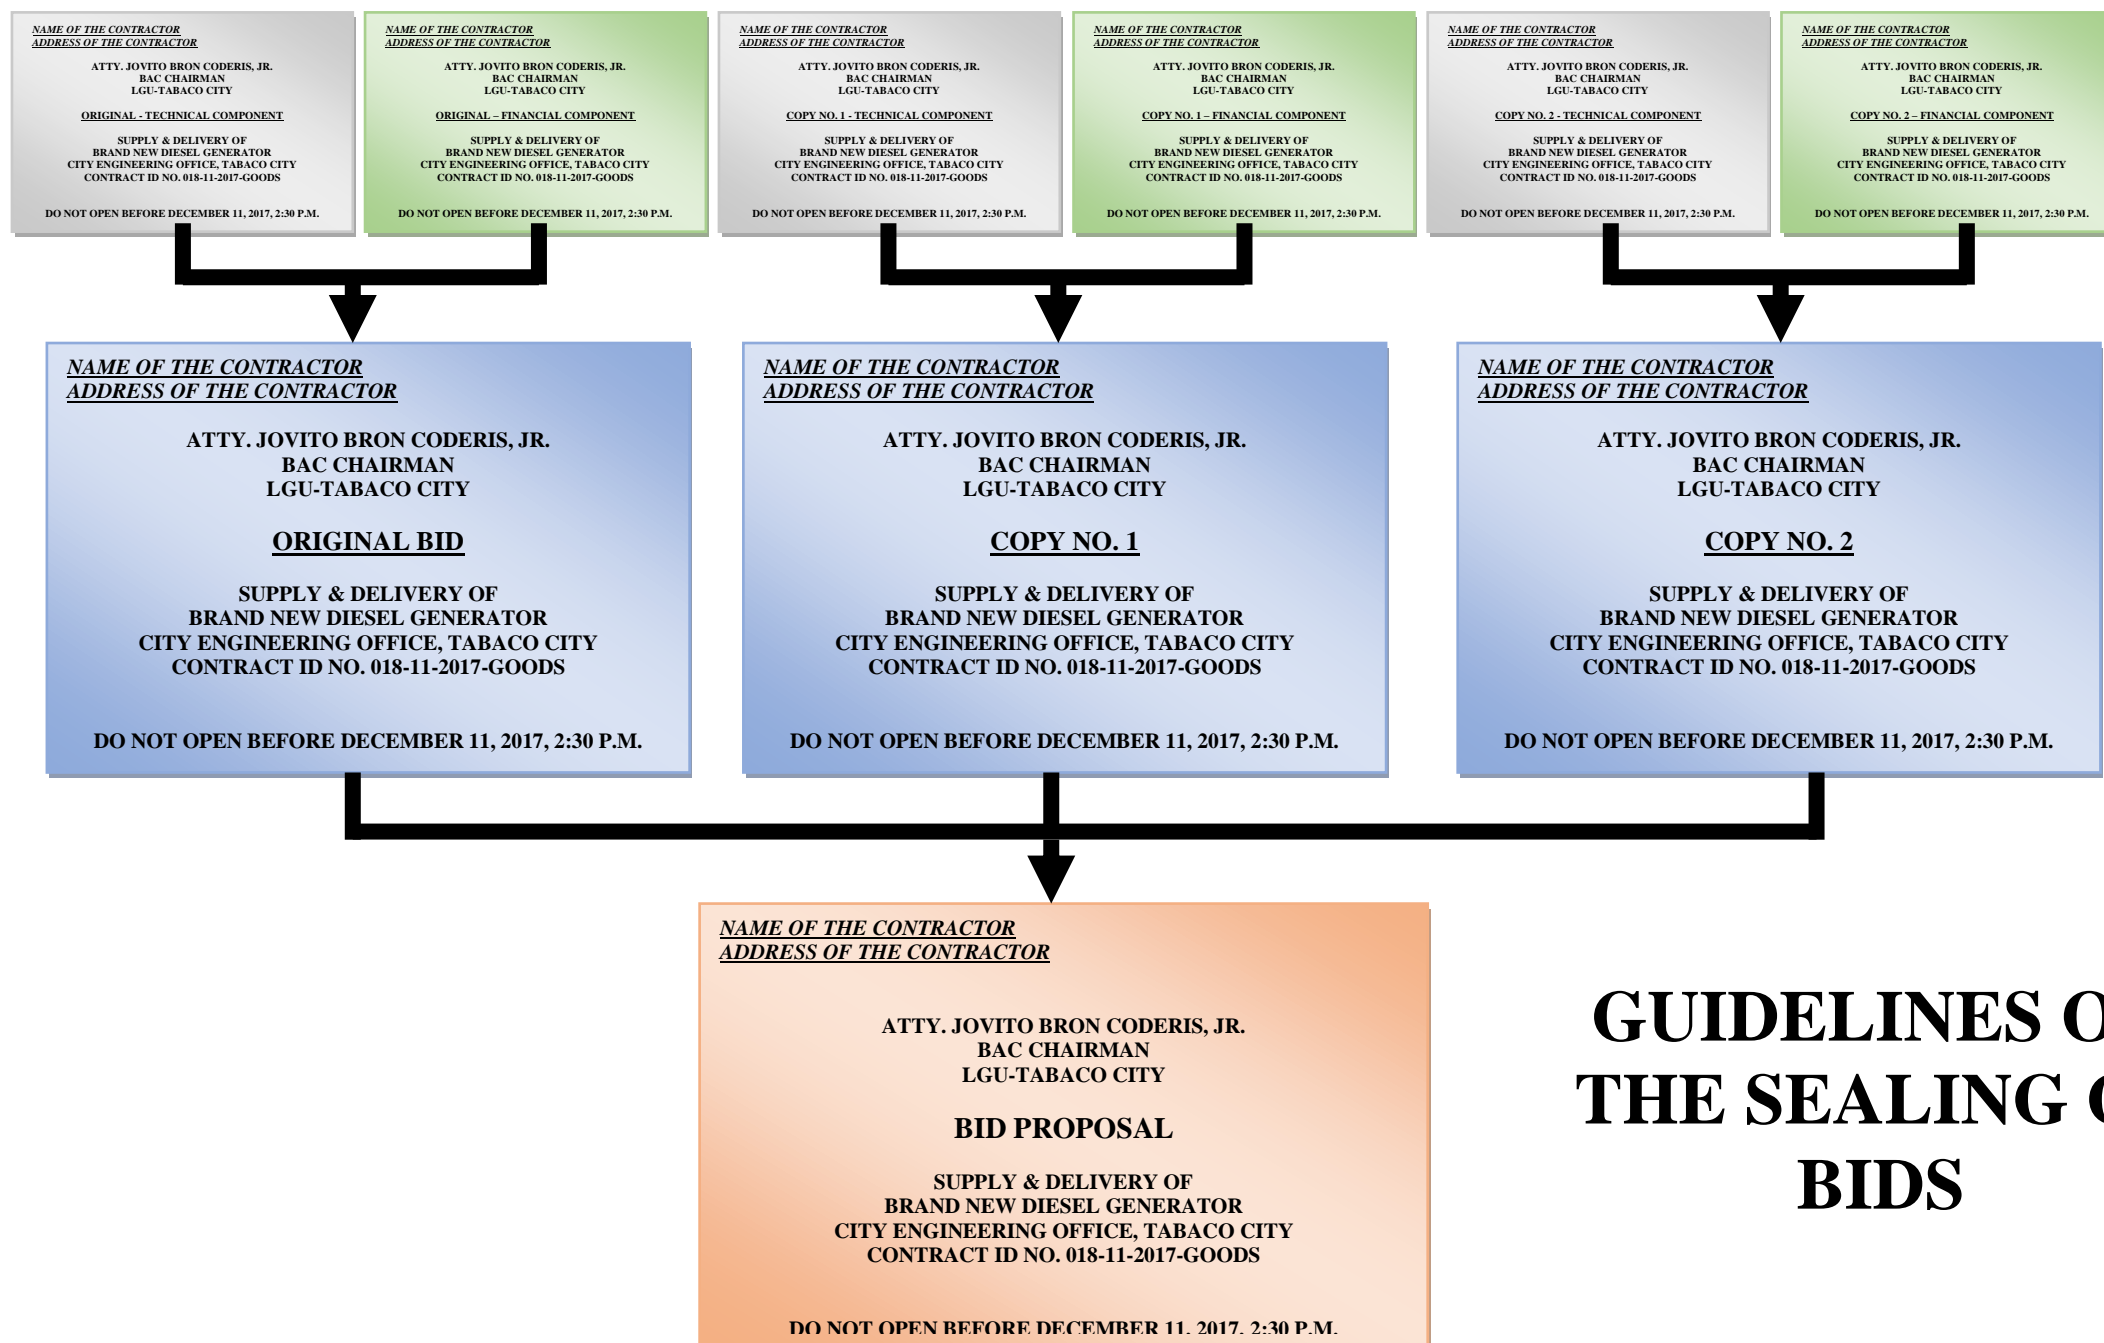 NAME OF THE CONTRACTOR
ADDRESS OF THE CONTRACTOR
ATTY. JOVITO BRON CODERIS, JR.
BAC CHAIRMAN
LGU-TABACO CITY
ORIGINAL - TECHNICAL COMPONENT
SUPPLY & DELIVERY OF
BRAND NEW DIESEL GENERATOR
CITY ENGINEERING OFFICE, TABACO CITY
CONTRACT ID NO. 018-11-2017-GOODS
DO NOT OPEN BEFORE DECEMBER 11, 2017, 2:30 P.M.
NAME OF THE CONTRACTOR
ADDRESS OF THE CONTRACTOR
ATTY. JOVITO BRON CODERIS, JR.
BAC CHAIRMAN
LGU-TABACO CITY
ORIGINAL – FINANCIAL COMPONENT
SUPPLY & DELIVERY OF
BRAND NEW DIESEL GENERATOR
CITY ENGINEERING OFFICE, TABACO CITY
CONTRACT ID NO. 018-11-2017-GOODS
DO NOT OPEN BEFORE DECEMBER 11, 2017, 2:30 P.M.
NAME OF THE CONTRACTOR
ADDRESS OF THE CONTRACTOR
ATTY. JOVITO BRON CODERIS, JR.
BAC CHAIRMAN
LGU-TABACO CITY
COPY NO. 1 - TECHNICAL COMPONENT
SUPPLY & DELIVERY OF
BRAND NEW DIESEL GENERATOR
CITY ENGINEERING OFFICE, TABACO CITY
CONTRACT ID NO. 018-11-2017-GOODS
DO NOT OPEN BEFORE DECEMBER 11, 2017, 2:30 P.M.
NAME OF THE CONTRACTOR
ADDRESS OF THE CONTRACTOR
ATTY. JOVITO BRON CODERIS, JR.
BAC CHAIRMAN
LGU-TABACO CITY
COPY NO. 1 – FINANCIAL COMPONENT
SUPPLY & DELIVERY OF
BRAND NEW DIESEL GENERATOR
CITY ENGINEERING OFFICE, TABACO CITY
CONTRACT ID NO. 018-11-2017-GOODS
DO NOT OPEN BEFORE DECEMBER 11, 2017, 2:30 P.M.
NAME OF THE CONTRACTOR
ADDRESS OF THE CONTRACTOR
ATTY. JOVITO BRON CODERIS, JR.
BAC CHAIRMAN
LGU-TABACO CITY
COPY NO. 2 - TECHNICAL COMPONENT
SUPPLY & DELIVERY OF
BRAND NEW DIESEL GENERATOR
CITY ENGINEERING OFFICE, TABACO CITY
CONTRACT ID NO. 018-11-2017-GOODS
DO NOT OPEN BEFORE DECEMBER 11, 2017, 2:30 P.M.
NAME OF THE CONTRACTOR
ADDRESS OF THE CONTRACTOR
ATTY. JOVITO BRON CODERIS, JR.
BAC CHAIRMAN
LGU-TABACO CITY
COPY NO. 2 – FINANCIAL COMPONENT
SUPPLY & DELIVERY OF
BRAND NEW DIESEL GENERATOR
CITY ENGINEERING OFFICE, TABACO CITY
CONTRACT ID NO. 018-11-2017-GOODS
DO NOT OPEN BEFORE DECEMBER 11, 2017, 2:30 P.M.
NAME OF THE CONTRACTOR
ADDRESS OF THE CONTRACTOR
ATTY. JOVITO BRON CODERIS, JR.
BAC CHAIRMAN
LGU-TABACO CITY
ORIGINAL BID
SUPPLY & DELIVERY OF
BRAND NEW DIESEL GENERATOR
CITY ENGINEERING OFFICE, TABACO CITY
CONTRACT ID NO. 018-11-2017-GOODS
DO NOT OPEN BEFORE DECEMBER 11, 2017, 2:30 P.M.
NAME OF THE CONTRACTOR
ADDRESS OF THE CONTRACTOR
ATTY. JOVITO BRON CODERIS, JR.
BAC CHAIRMAN
LGU-TABACO CITY
COPY NO. 1
SUPPLY & DELIVERY OF
BRAND NEW DIESEL GENERATOR
CITY ENGINEERING OFFICE, TABACO CITY
CONTRACT ID NO. 018-11-2017-GOODS
DO NOT OPEN BEFORE DECEMBER 11, 2017, 2:30 P.M.
NAME OF THE CONTRACTOR
ADDRESS OF THE CONTRACTOR
ATTY. JOVITO BRON CODERIS, JR.
BAC CHAIRMAN
LGU-TABACO CITY
COPY NO. 2
SUPPLY & DELIVERY OF
BRAND NEW DIESEL GENERATOR
CITY ENGINEERING OFFICE, TABACO CITY
CONTRACT ID NO. 018-11-2017-GOODS
DO NOT OPEN BEFORE DECEMBER 11, 2017, 2:30 P.M.
NAME OF THE CONTRACTOR
ADDRESS OF THE CONTRACTOR
ATTY. JOVITO BRON CODERIS, JR.
BAC CHAIRMAN
LGU-TABACO CITY
BID PROPOSAL
SUPPLY & DELIVERY OF
BRAND NEW DIESEL GENERATOR
CITY ENGINEERING OFFICE, TABACO CITY
CONTRACT ID NO. 018-11-2017-GOODS
DO NOT OPEN BEFORE DECEMBER 11, 2017, 2:30 P.M.
GUIDELINES
THE SEALING
BIDS